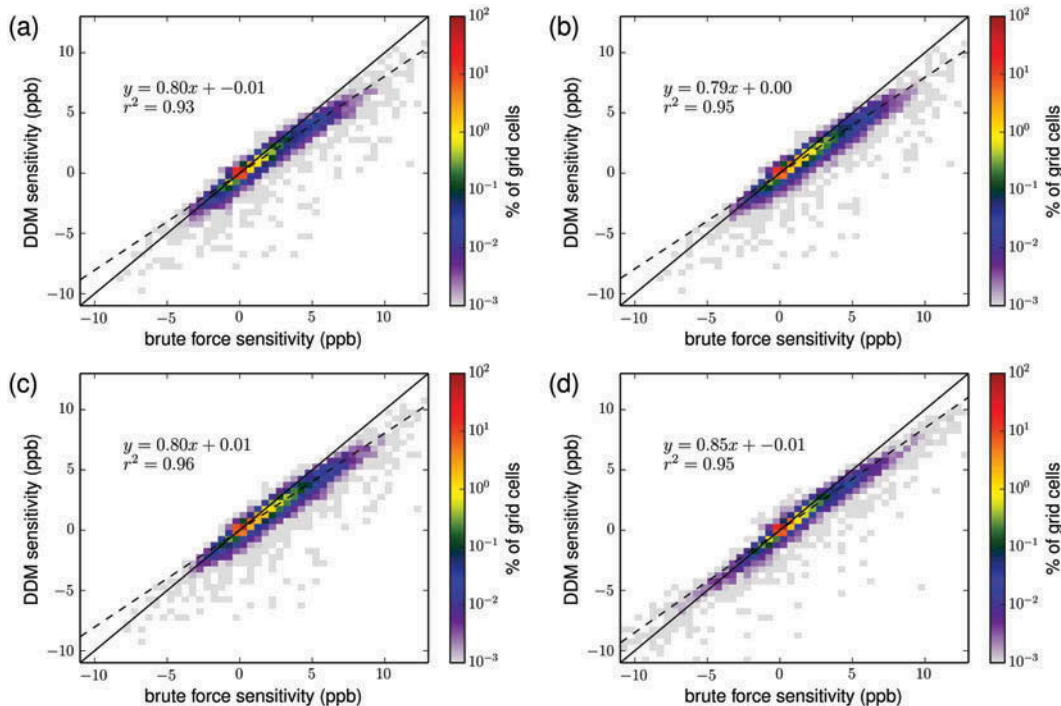 (a)
DDM sensitivity (ppb)
10
5
0
−5
−10
y = 0.80x + −0.01
r² = 0.93
−10 −5 0 5 10
brute force sensitivity (ppb)
10²
10¹
10⁰
10⁻¹
10⁻²
10⁻³
% of grid cells
(b)
DDM sensitivity (ppb)
10
5
0
−5
−10
y = 0.79x + 0.00
r² = 0.95
−10 −5 0 5 10
brute force sensitivity (ppb)
10²
10¹
10⁰
10⁻¹
10⁻²
10⁻³
% of grid cells
(c)
DDM sensitivity (ppb)
10
5
0
−5
−10
y = 0.80x + 0.01
r² = 0.96
−10 −5 0 5 10
brute force sensitivity (ppb)
10²
10¹
10⁰
10⁻¹
10⁻²
10⁻³
% of grid cells
(d)
DDM sensitivity (ppb)
10
5
0
−5
−10
y = 0.85x + −0.01
r² = 0.95
−10 −5 0 5 10
brute force sensitivity (ppb)
10²
10¹
10⁰
10⁻¹
10⁻²
10⁻³
% of grid cells